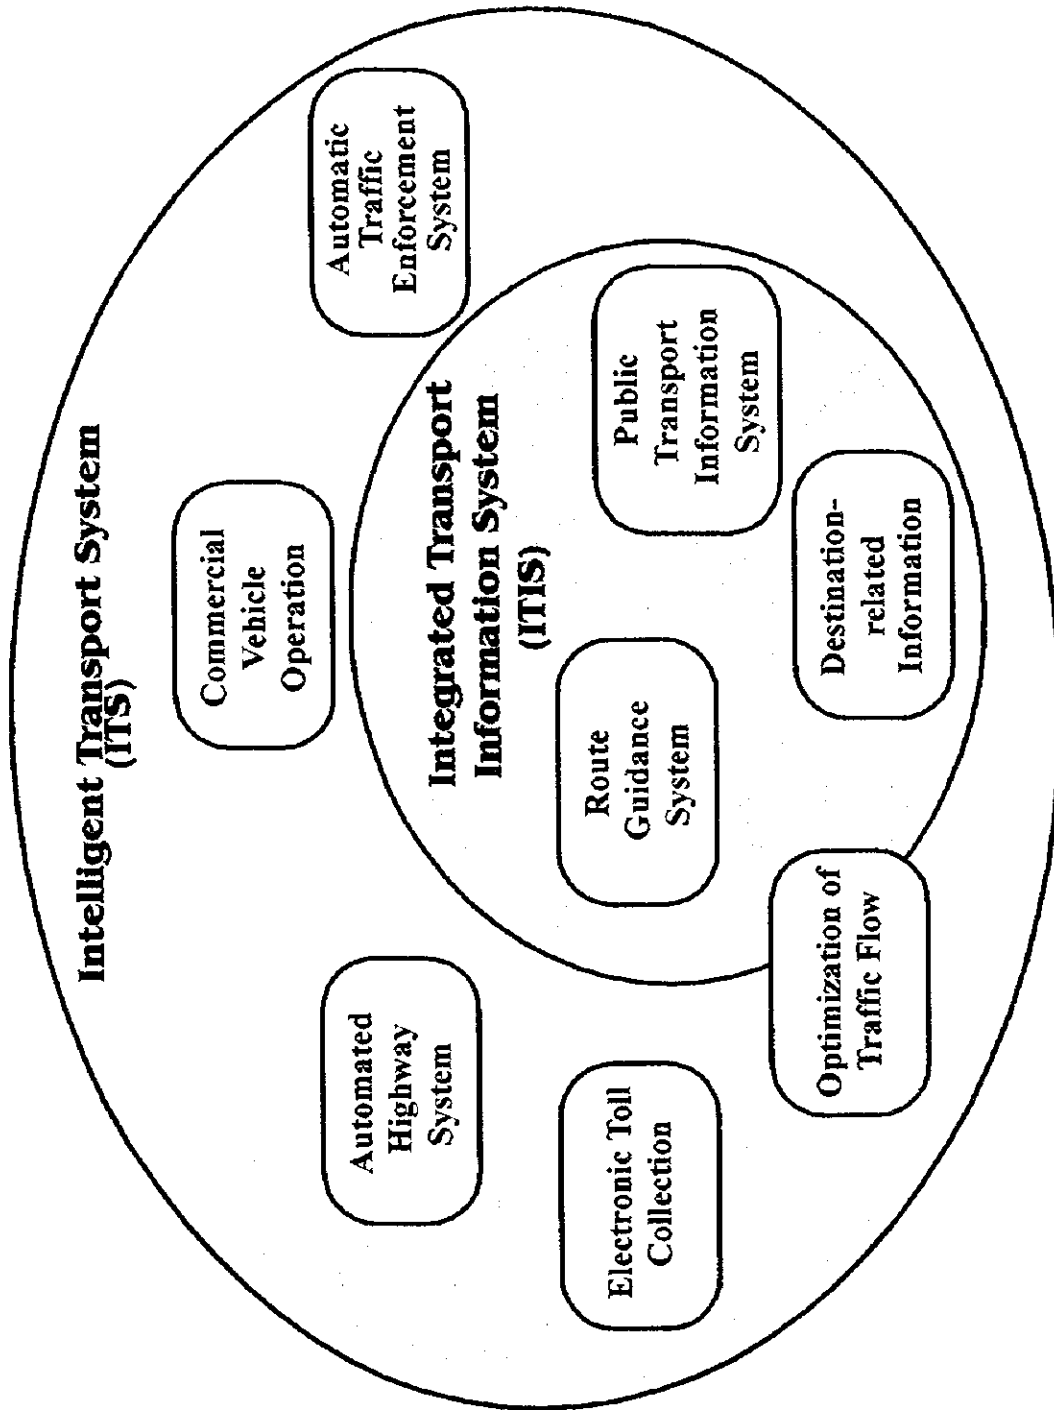 Intelligent Transport System
(ITS)
Commercial
Vehicle
Operation
Automatic
Traffic
Enforcement
System
Automated
Highway
System
Integrated Transport
Information System
(ITIS)
Electronic Toll
Collection
Route
Guidance
System
Public
Transport
Information
System
Optimization of
Traffic Flow
Destination-
related
Information